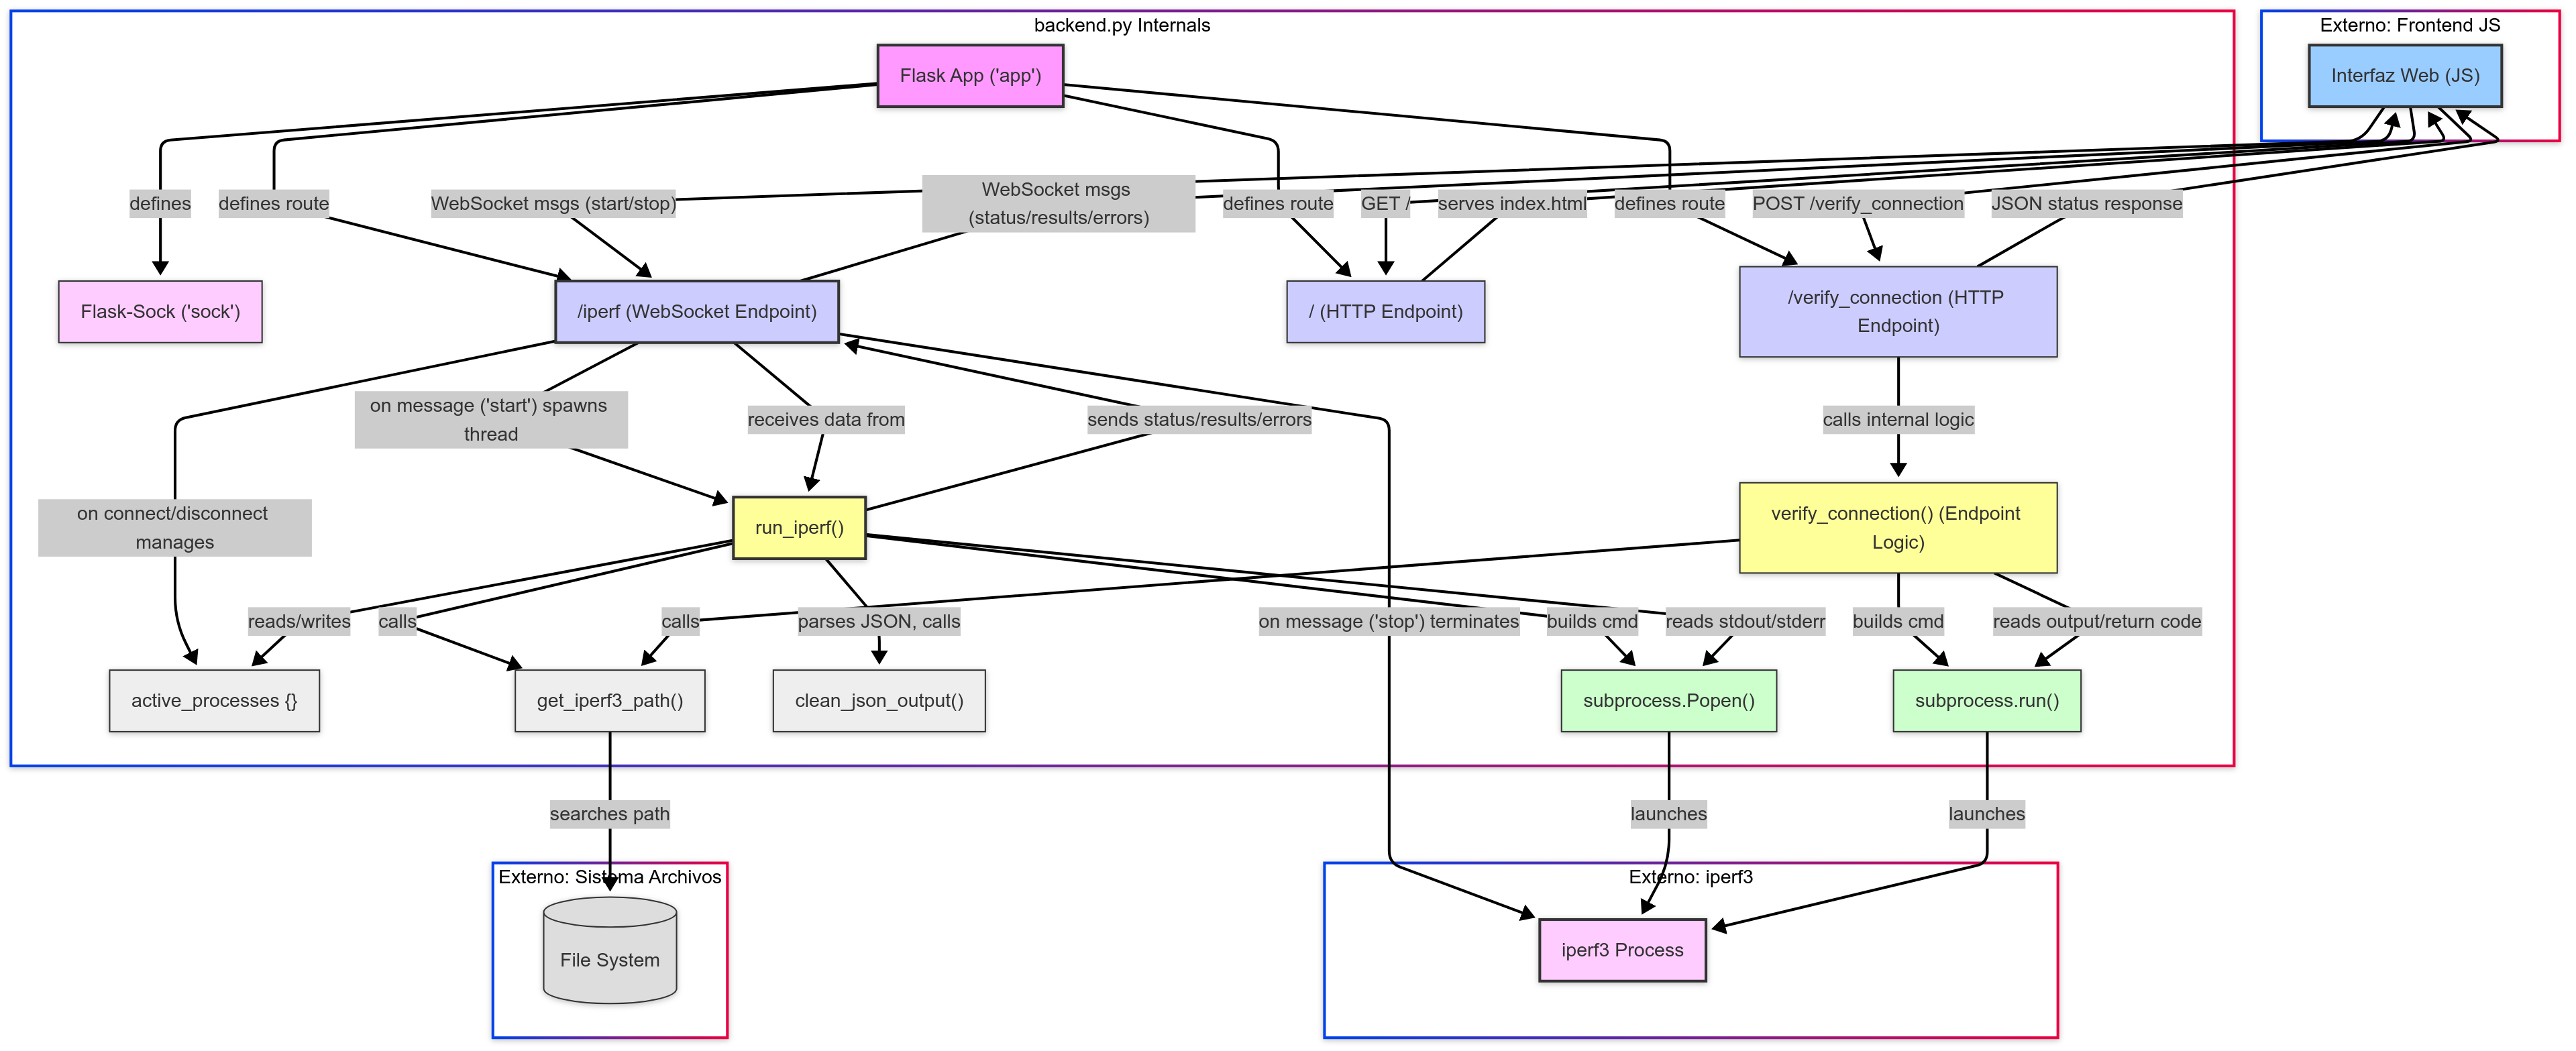 backend.py Internals
Externo: Frontend JS
Flask App ('app')
Interfaz Web (JS)
defines
defines route
WebSocket msgs (start/stop)
WebSocket msgs
(status/results/errors)
defines route
GET /
serves index.html
defines route
POST /verify_connection
JSON status response
Flask-Sock ('sock')
/iperf (WebSocket Endpoint)
/ (HTTP Endpoint)
/verify_connection (HTTP
Endpoint)
on message ('start') spawns
thread
receives data from
sends status/results/errors
calls internal logic
on connect/disconnect
manages
run_iperf()
verify_connection() (Endpoint
Logic)
reads/writes
calls
calls
parses JSON, calls
on message ('stop') terminates
builds cmd
reads stdout/stderr
builds cmd
reads output/return code
active_processes {}
get_iperf3_path()
clean_json_output()
subprocess.Popen()
subprocess.run()
searches path
launches
launches
Externo: Sistema Archivos
Externo: iperf3
File System
iperf3 Process